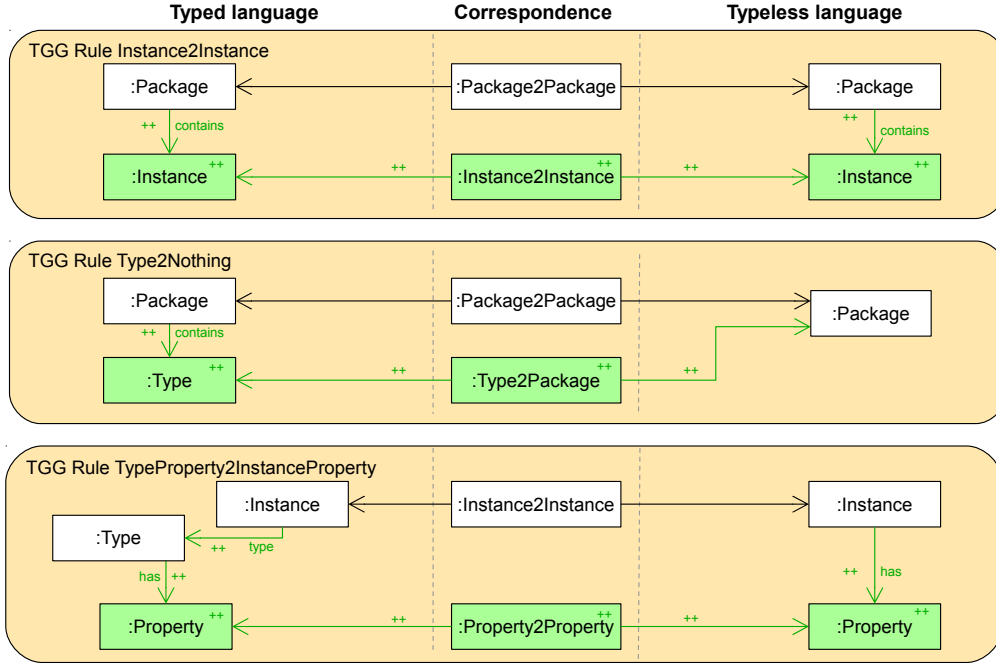 Typed language Correspondence Typeless language
TGG Rule Instance2Instance
:Package :Package2Package :Package
++ contains ++ contains
:Instance ++ ++ :Instance2Instance ++ ++ :Instance ++
TGG Rule Type2Nothing
:Package :Package2Package :Package
++ contains
:Type ++ ++ :Type2Package ++ ++
TGG Rule TypeProperty2InstanceProperty
:Instance :Instance2Instance :Instance
:Type ++ type
has ++ ++ has
:Property ++ ++ :Property2Property ++ ++ :Property ++